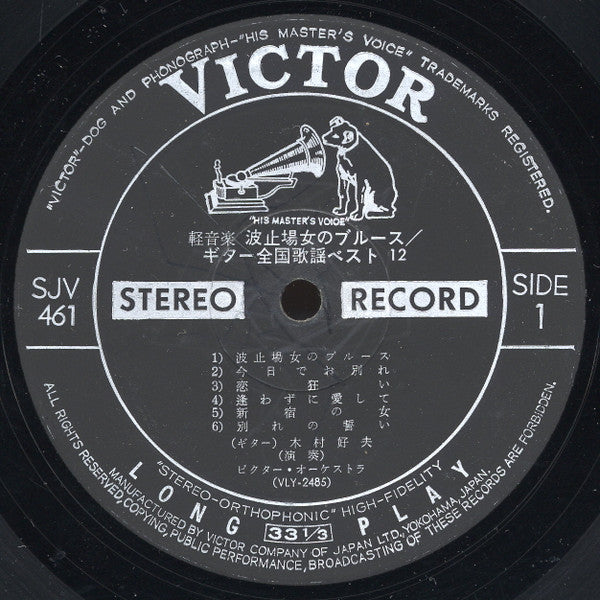 "VICTOR"–DOG AND PHONOGRAPH–"HIS MASTER'S VOICE" TRADEMARKS REGISTERED.
VICTOR
"HIS MASTER'S VOICE"
軽音楽 波止場女のブルース/
ギター全国歌謡ベスト 12
SJV
461
STEREO
RECORD
SIDE
1
1) 波止場女のブルース
2) 今日でお別れ
3) 恋狂い
4) 逢わずに愛して
5) 新宿の女
6) 別れの誓い
(ギター) 木村好夫
(演奏)
ビクター・オーケストラ
(VLY-2485)
"STEREO-ORTHOPHONIC" HIGH-FIDELITY
LONG 33 1/3 PLAY
MANUFACTURED BY VICTOR COMPANY OF JAPAN LTD., YOKOHAMA, JAPAN.
ALL RIGHTS RESERVED, COPYING, PUBLIC PERFORMANCE, BROADCASTING OF THESE RECORDS ARE FORBIDDEN.